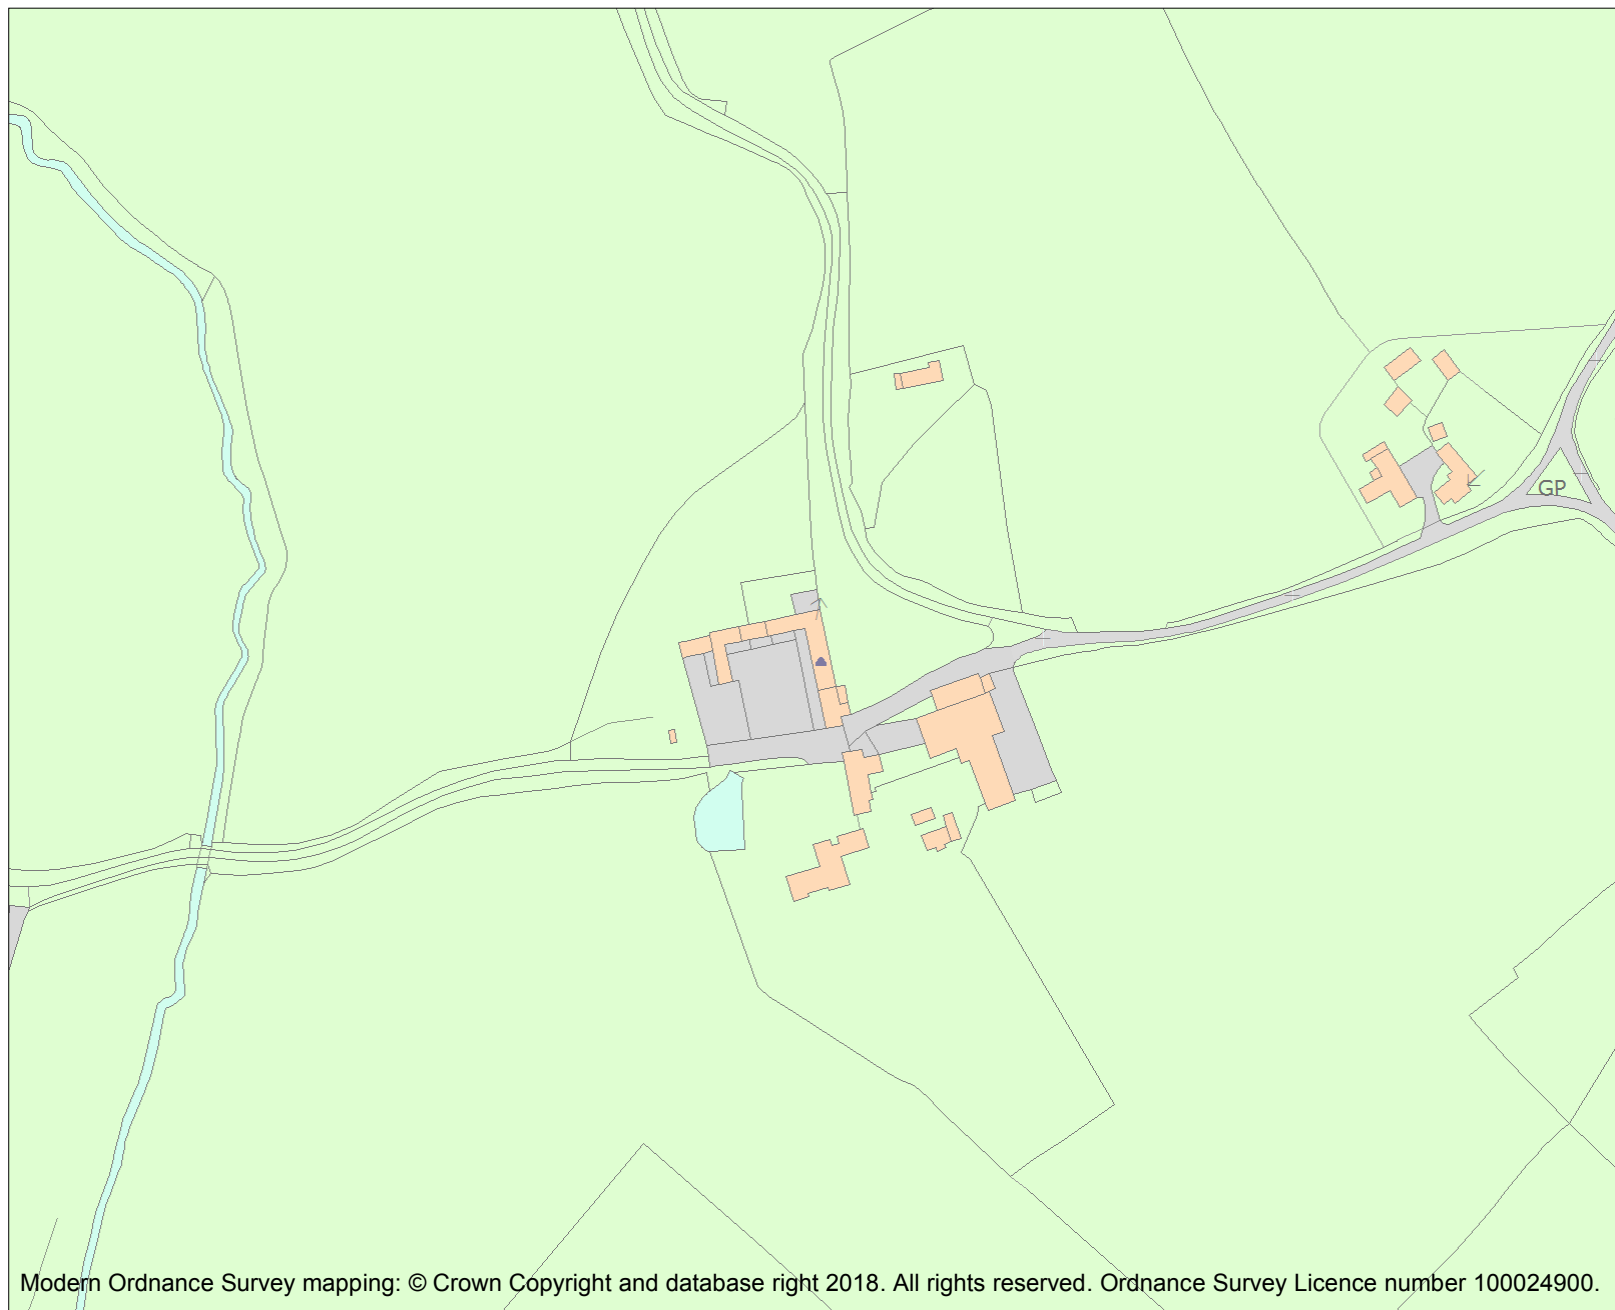 GP
Modern Ordnance Survey mapping: © Crown Copyright and database right 2018. All rights reserved. Ordnance Survey Licence number 100024900.